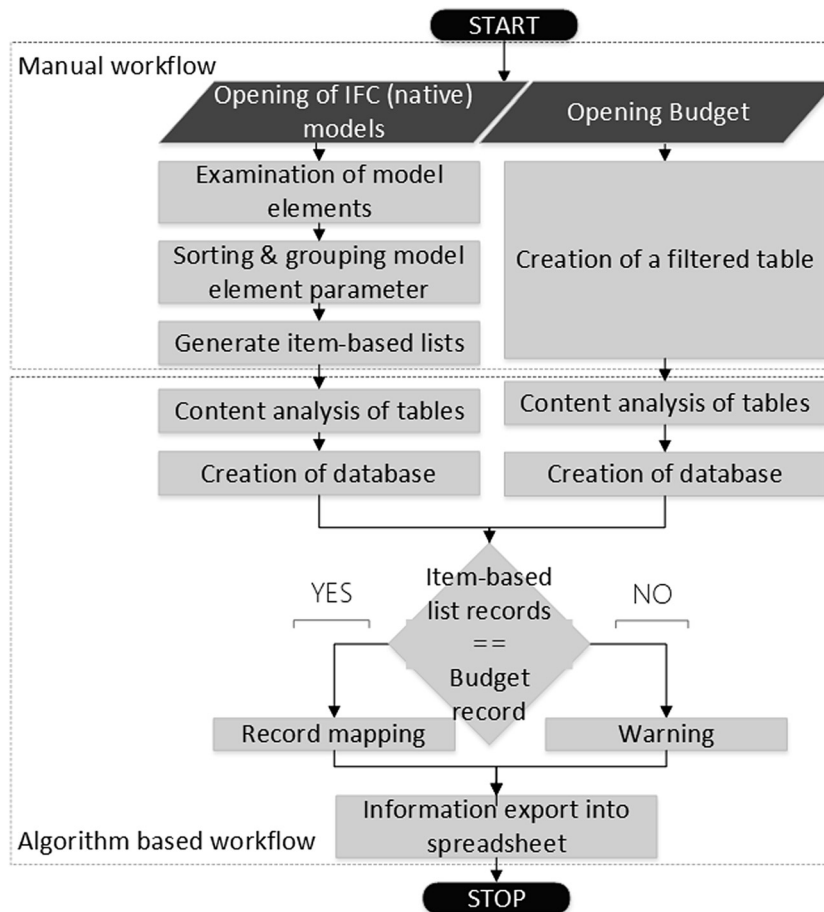 START
Manual workflow
Opening of IFC (native)
models
Opening Budget
Examination of model
elements
Sorting & grouping model
element parameter
Generate item-based lists
Creation of a filtered table
Content analysis of tables
Content analysis of tables
Creation of database
Creation of database
Item-based
list records
==
Budget
record
YES
NO
Record mapping
Warning
Information export into
spreadsheet
Algorithm based workflow
STOP